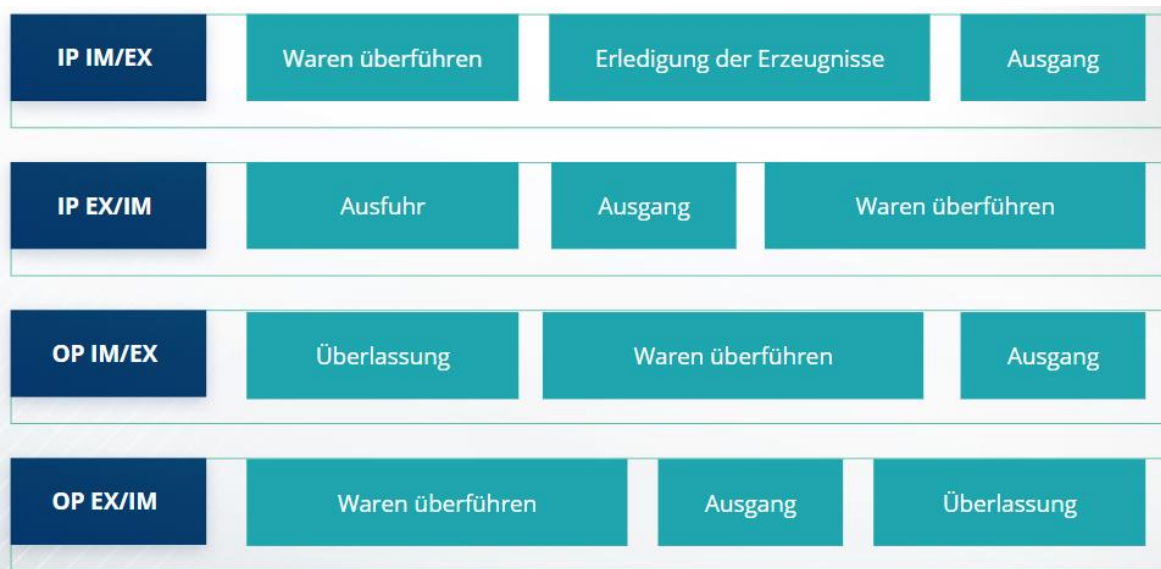 IP IM/EX Waren überführen Erledigung der Erzeugnisse Ausgang
IP EX/IM Ausfuhr Ausgang Waren überführen
OP IM/EX Überlassung Waren überführen Ausgang
OP EX/IM Waren überführen Ausgang Überlassung